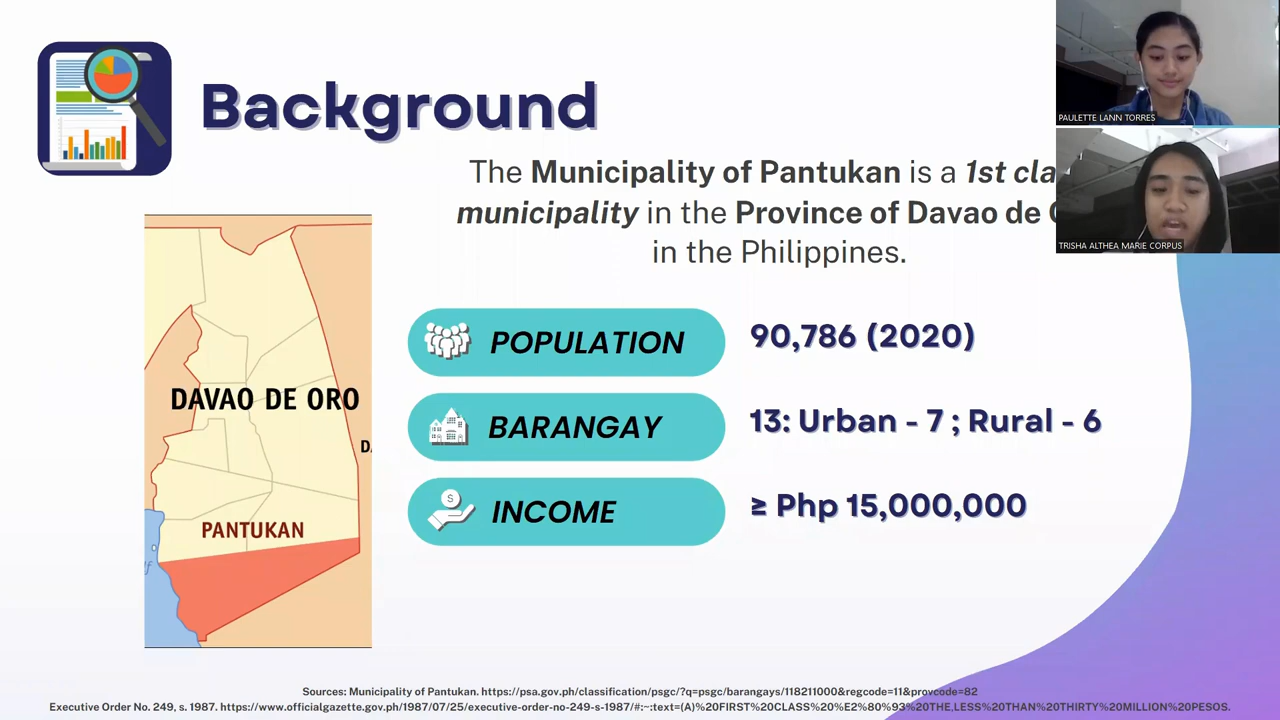 Background
PAULETTE LANN TORRES
The Municipality of Pantukan is a 1st cla
municipality in the Province of Davao de
in the Philippines.
TRISHA ALTHEA MARIE CORPUS
DAVAO DE ORO
PANTUKAN
POPULATION 90,786 (2020)
BARANGAY 13: Urban - 7 ; Rural - 6
INCOME ≥ Php 15,000,000
Sources: Municipality of Pantukan. https://psa.gov.ph/classification/psgc/?q=psgc/barangays/118211000&regcode=11&provcode=82
Executive Order No. 249, s. 1987. https://www.officialgazette.gov.ph/1987/07/25/executive-order-no-249-s-1987/#:~:text=(A)%20FIRST%20CLASS%20%E2%80%93%20THE,LESS%20THAN%20THIRTY%20MILLION%20PESOS.